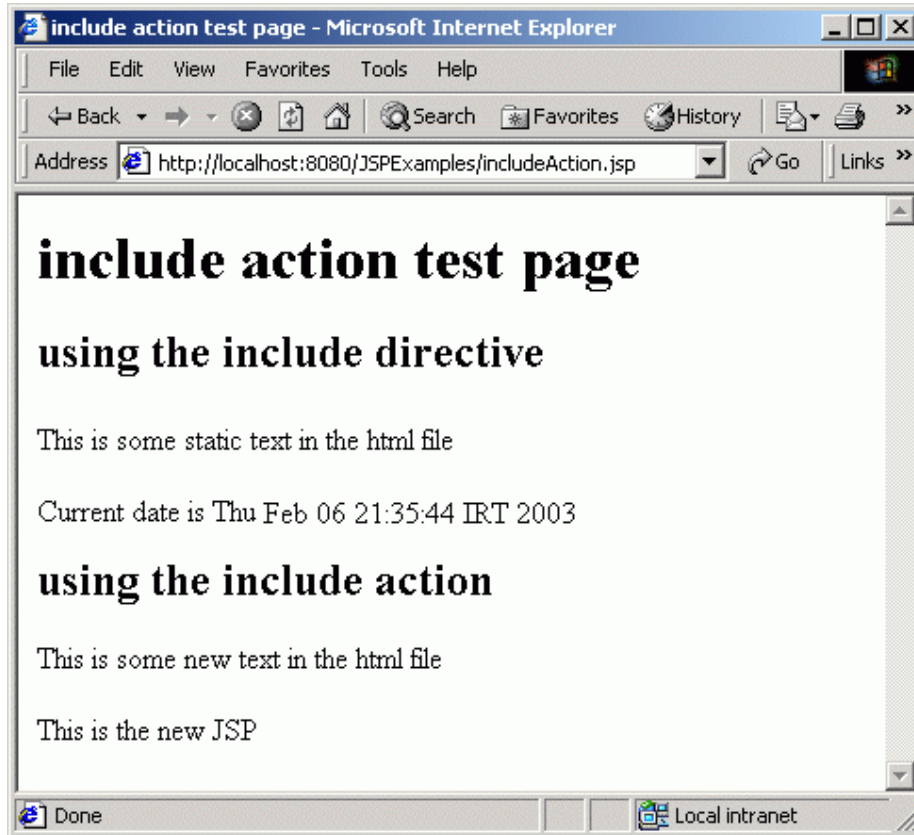 include action test page - Microsoft Internet Explorer
File Edit View Favorites Tools Help
Back Search Favorites History »
Address http://localhost:8080/JSPExamples/includeAction.jsp Go Links »
include action test page
using the include directive
This is some static text in the html file
Current date is Thu Feb 06 21:35:44 IRT 2003
using the include action
This is some new text in the html file
This is the new JSP
Done Local intranet